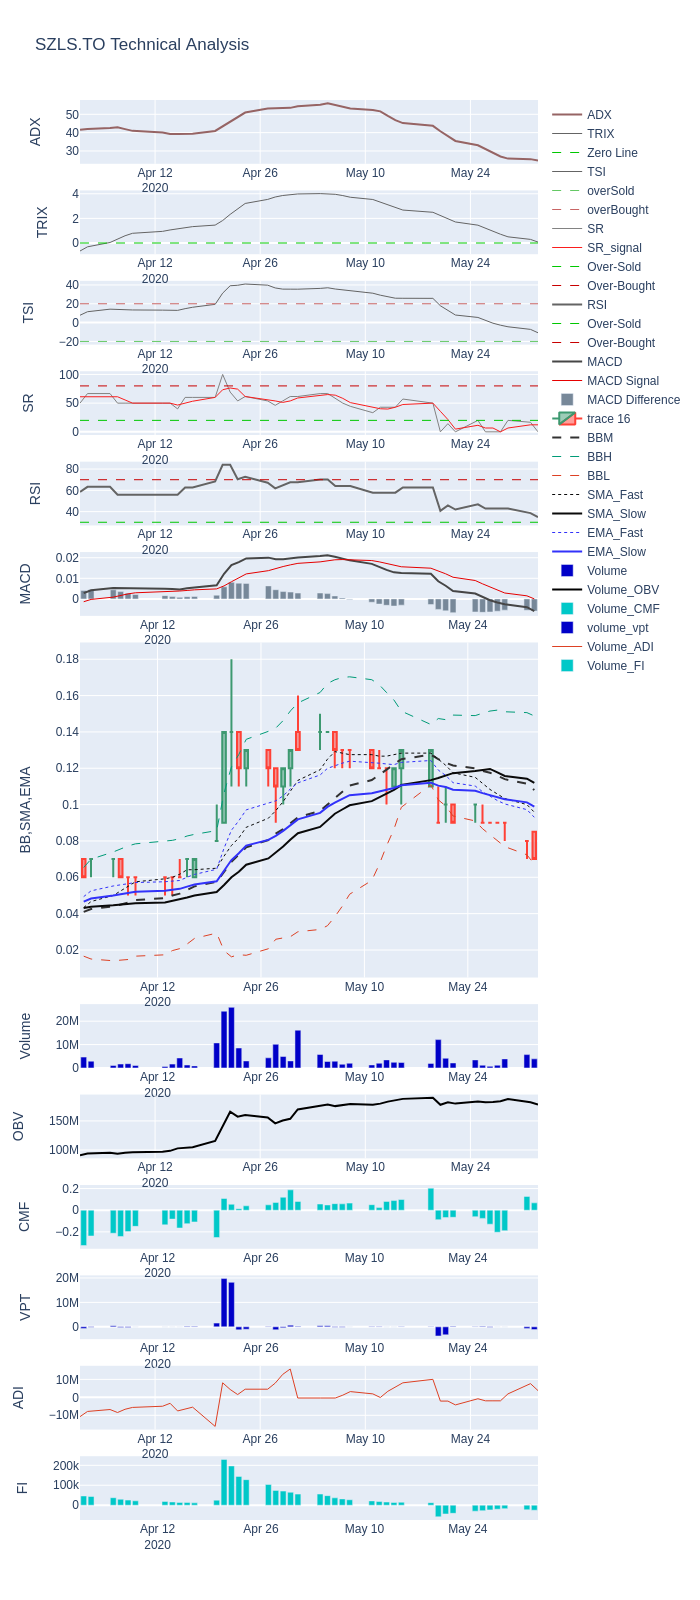 SZLS.TO Technical Analysis
ADX
50
40
30
Apr 12
2020
Apr 26
May 10
May 24
TRIX
4
2
0
Apr 12
2020
Apr 26
May 10
May 24
TSI
40
20
0
−20
Apr 12
2020
Apr 26
May 10
May 24
SR
100
50
0
Apr 12
2020
Apr 26
May 10
May 24
RSI
80
60
40
Apr 12
2020
Apr 26
May 10
May 24
MACD
0.02
0.01
0
Apr 12
2020
Apr 26
May 10
May 24
BB,SMA,EMA
0.18
0.16
0.14
0.12
0.1
0.08
0.06
0.04
0.02
Apr 12
2020
Apr 26
May 10
May 24
Volume
20M
10M
0
Apr 12
2020
Apr 26
May 10
May 24
OBV
150M
100M
Apr 12
2020
Apr 26
May 10
May 24
CMF
0.2
0
−0.2
Apr 12
2020
Apr 26
May 10
May 24
VPT
20M
10M
0
Apr 12
2020
Apr 26
May 10
May 24
ADI
10M
0
−10M
Apr 12
2020
Apr 26
May 10
May 24
FI
200k
100k
0
Apr 12
2020
Apr 26
May 10
May 24
ADX
TRIX
Zero Line
TSI
overSold
overBought
SR
SR_signal
Over-Sold
Over-Bought
RSI
Over-Sold
Over-Bought
MACD
MACD Signal
MACD Difference
trace 16
BBM
BBH
BBL
SMA_Fast
SMA_Slow
EMA_Fast
EMA_Slow
Volume
Volume_OBV
Volume_CMF
volume_vpt
Volume_ADI
Volume_FI